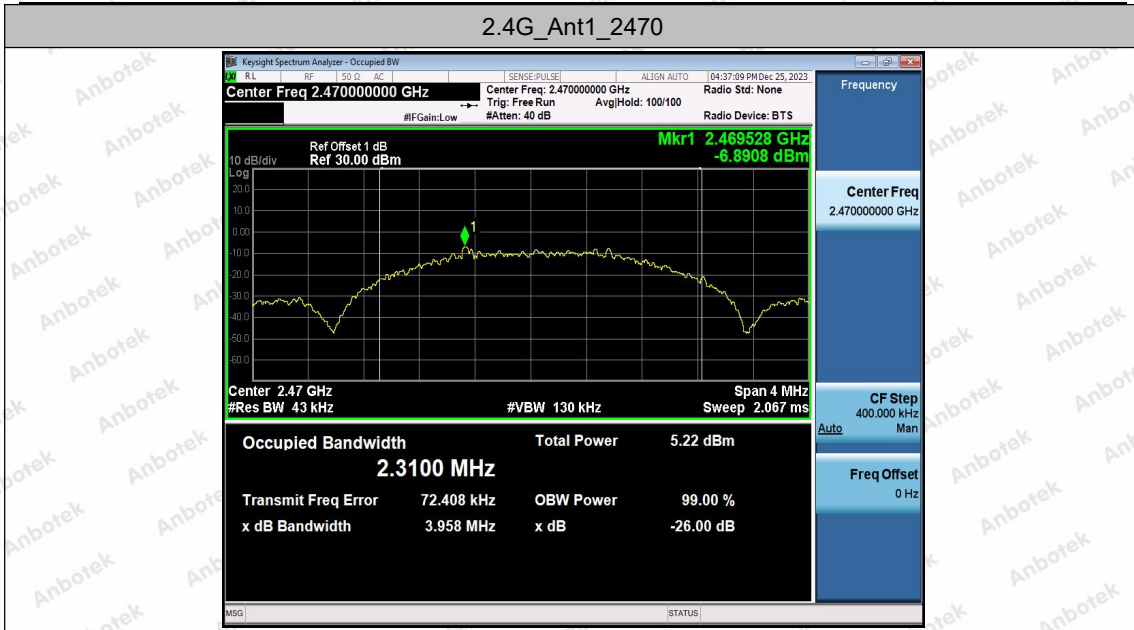 2.4G_Ant1_2470
Keysight Spectrum Analyzer - Occupied BW
LXI RL RF 50 Ω AC SENSE:PULSE ALIGN AUTO 04:37:09 PM Dec 25, 2023
Center Freq 2.470000000 GHz Center Freq: 2.470000000 GHz Radio Std: None
Trig: Free Run Avg|Hold: 100/100
#IFGain:Low #Atten: 40 dB Radio Device: BTS
Frequency
Mkr1 2.469528 GHz
-6.8908 dBm
Ref Offset 1 dB
10 dB/div Ref 30.00 dBm
Log
20.0
10.0
0.00
-10.0
-20.0
-30.0
-40.0
-50.0
-60.0
1
Center 2.47 GHz Span 4 MHz
#Res BW 43 kHz #VBW 130 kHz Sweep 2.067 ms
Occupied Bandwidth Total Power 5.22 dBm
2.3100 MHz
Transmit Freq Error 72.408 kHz OBW Power 99.00 %
x dB Bandwidth 3.958 MHz x dB -26.00 dB
Center Freq
2.470000000 GHz
CF Step
400.000 kHz
Auto Man
Freq Offset
0 Hz
MSG STATUS
Anbotek